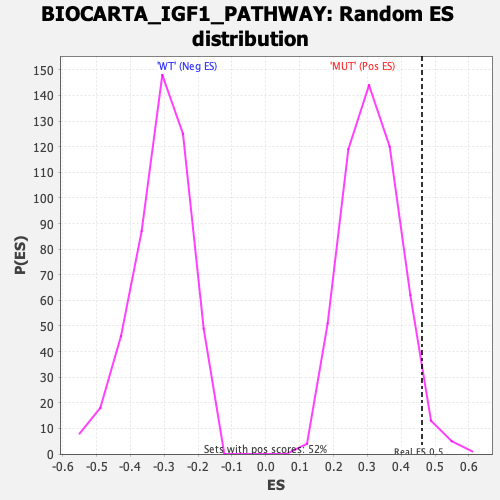 BIOCARTA_IGF1_PATHWAY: Random ES
distribution
'WT' (Neg ES)
'MUT' (Pos ES)
150
140
130
120
110
100
90
80
70
60
50
40
30
20
10
0
P(ES)
Sets with pos scores: 52%
Real ES 0.5
-0.6 -0.5 -0.4 -0.3 -0.2 -0.1 0.0 0.1 0.2 0.3 0.4 0.5 0.6
ES